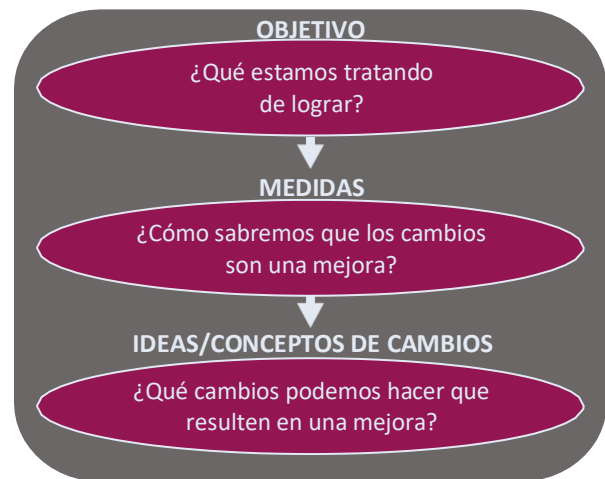 OBJETIVO
¿Qué estamos tratando
de lograr?
MEDIDAS
¿Cómo sabremos que los cambios
son una mejora?
IDEAS/CONCEPTOS DE CAMBIOS
¿Qué cambios podemos hacer que
resulten en una mejora?